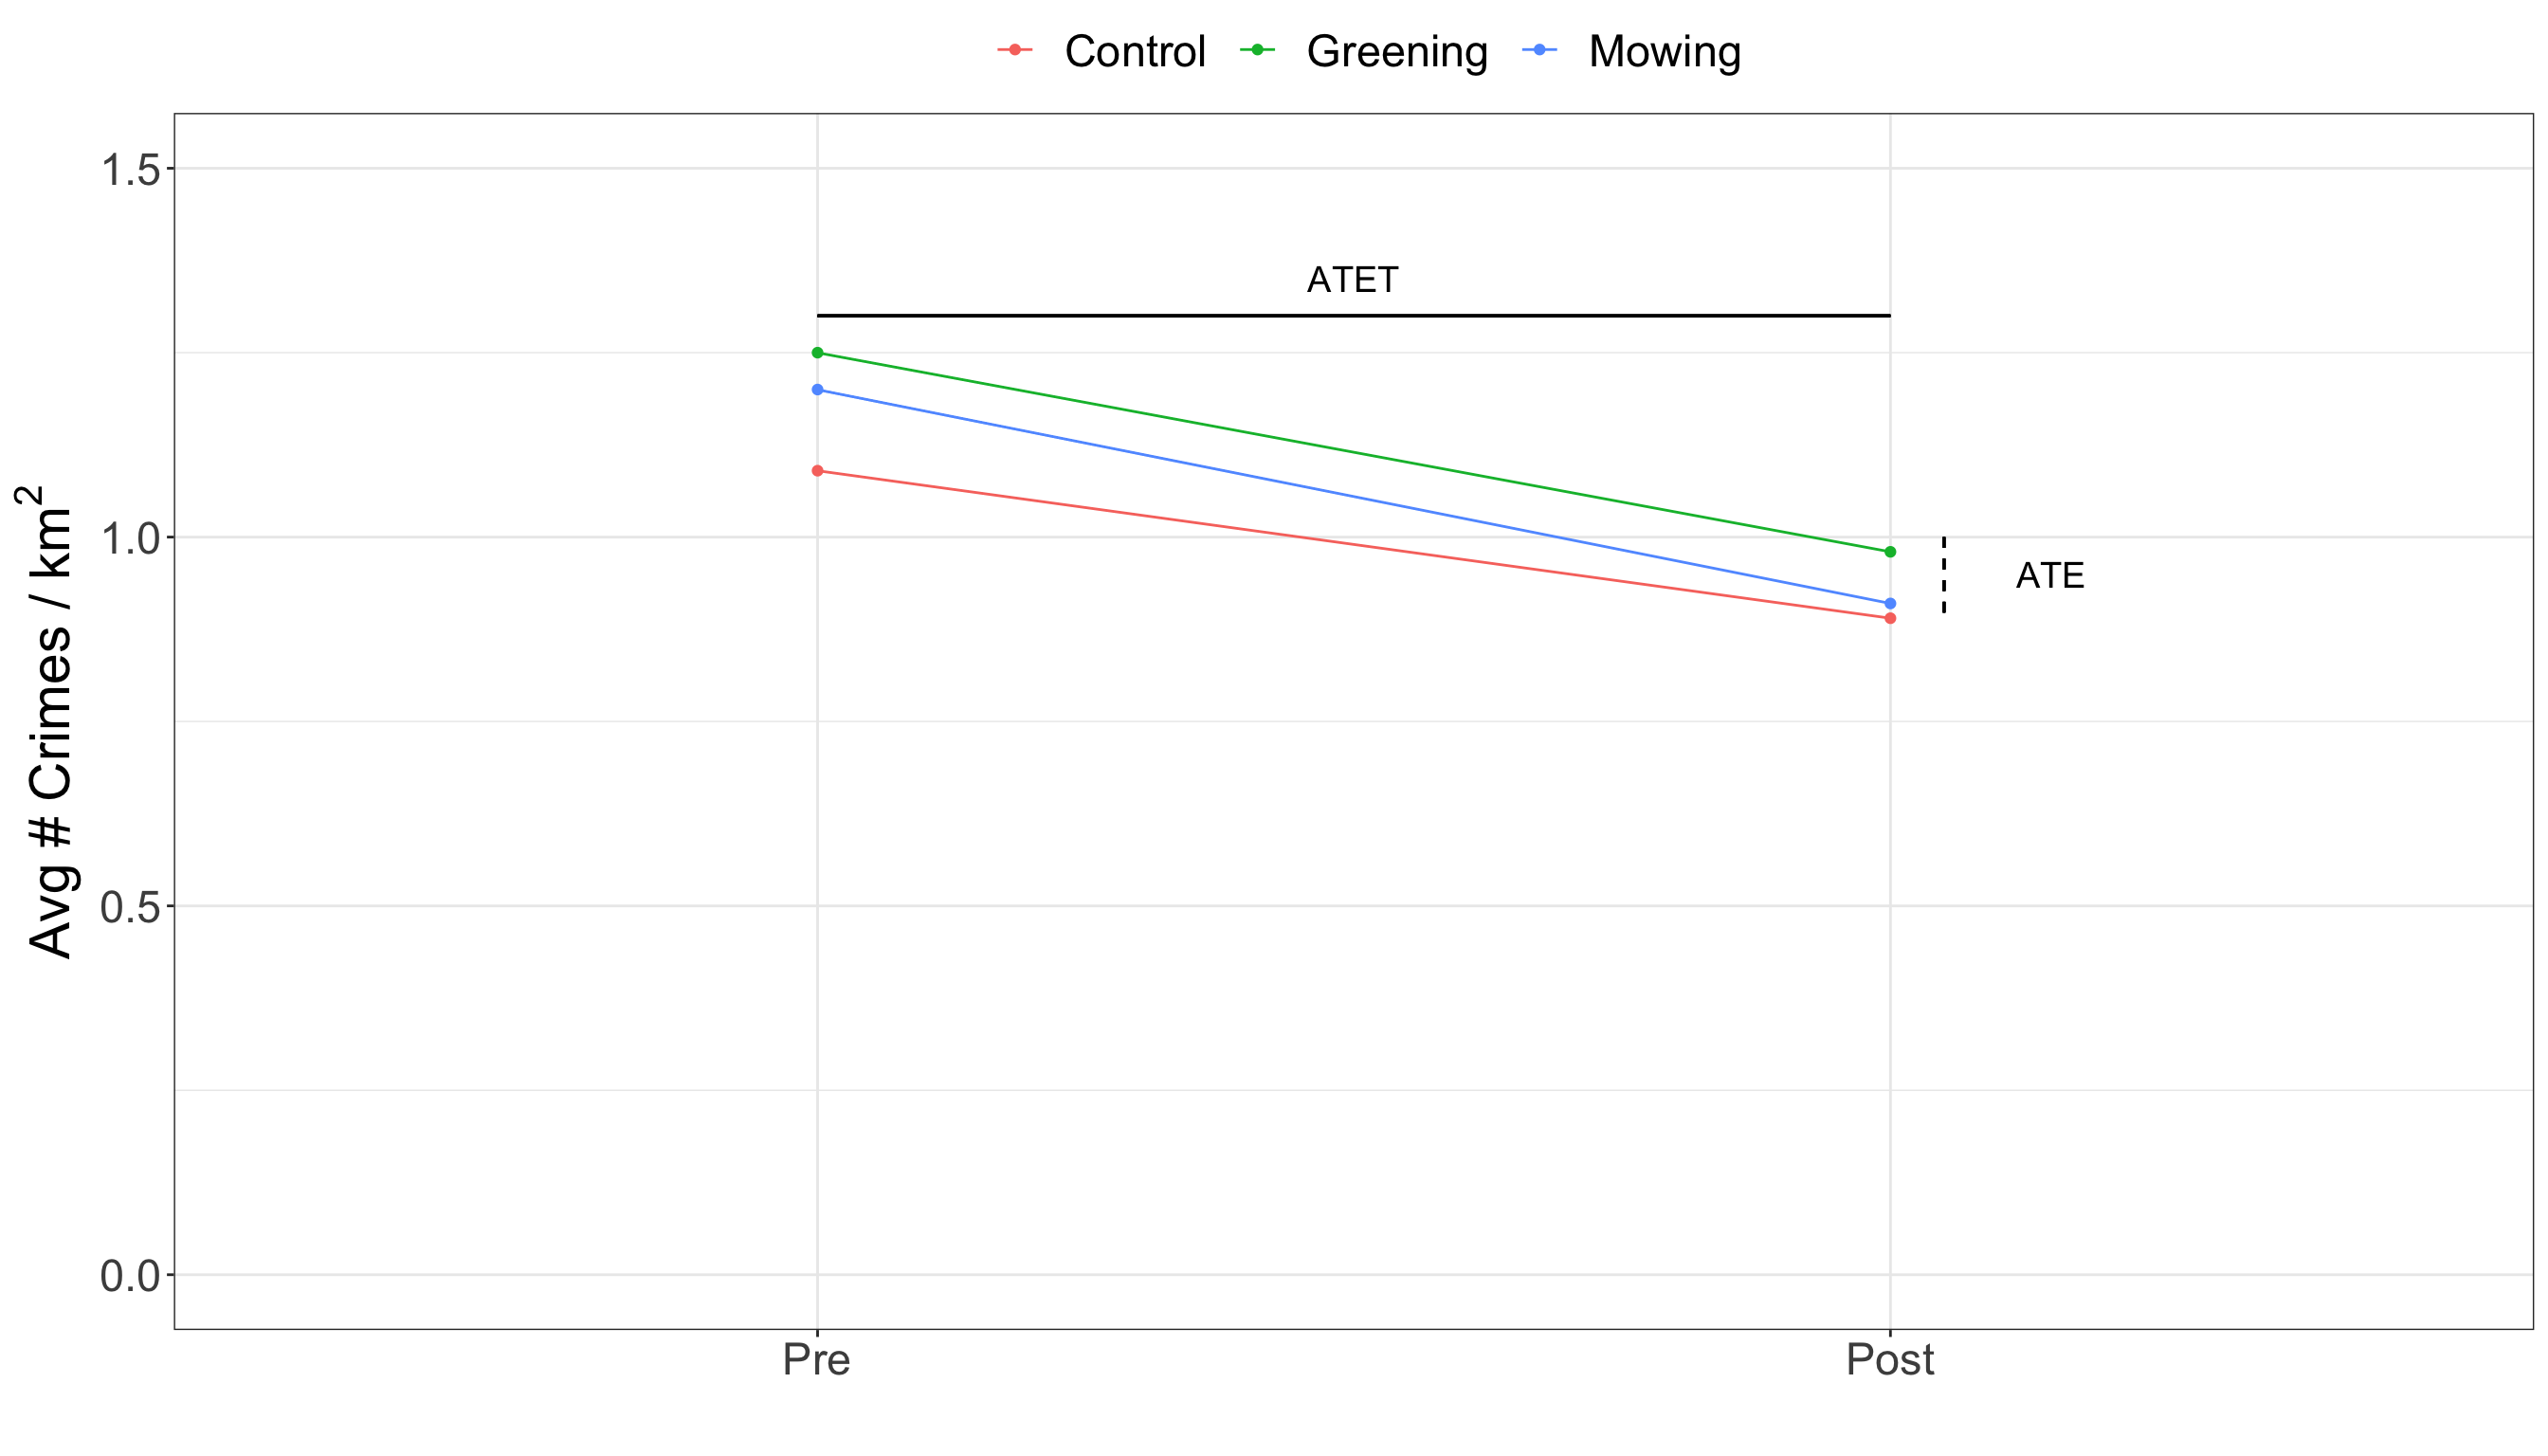 Control Greening Mowing
1.5
ATET
Avg # Crimes / km²
1.0
ATE
0.5
0.0
Pre Post